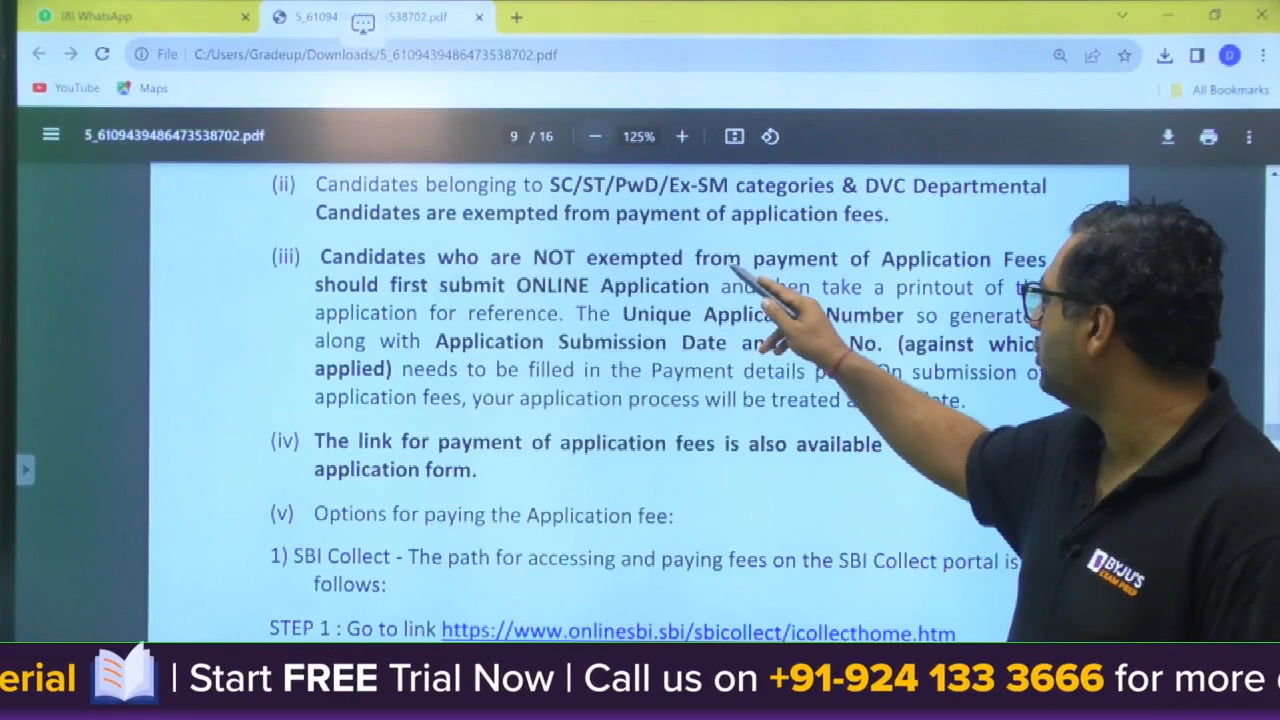 (8) WhatsApp
5_61094
538702.pdf
File C:/Users/Gradeup/Downloads/5_6109439486473538702.pdf
D
YouTube Maps
All Bookmarks
5_6109439486473538702.pdf
9 / 16
125%
(ii) Candidates belonging to SC/ST/PwD/Ex-SM categories & DVC Departmental
Candidates are exempted from payment of application fees.
(iii) Candidates who are NOT exempted from payment of Application Fees
should first submit ONLINE Application and then take a printout of
application for reference. The Unique Number so generate
along with Application Submission Date No. (against which
applied) needs to be filled in the Payment details On submission of
application fees, your application process will be treated
(iv) The link for payment of application fees is also available
application form.
(v) Options for paying the Application fee:
1) SBI Collect - The path for accessing and paying fees on the SBI Collect portal is
follows:
STEP 1 : Go to link https://www.onlinesbi.sbi/sbicollect/icollecthome.htm
BYJU'S
EXAM PREP
erial | Start FREE Trial Now | Call us on +91-924 133 3666 for more